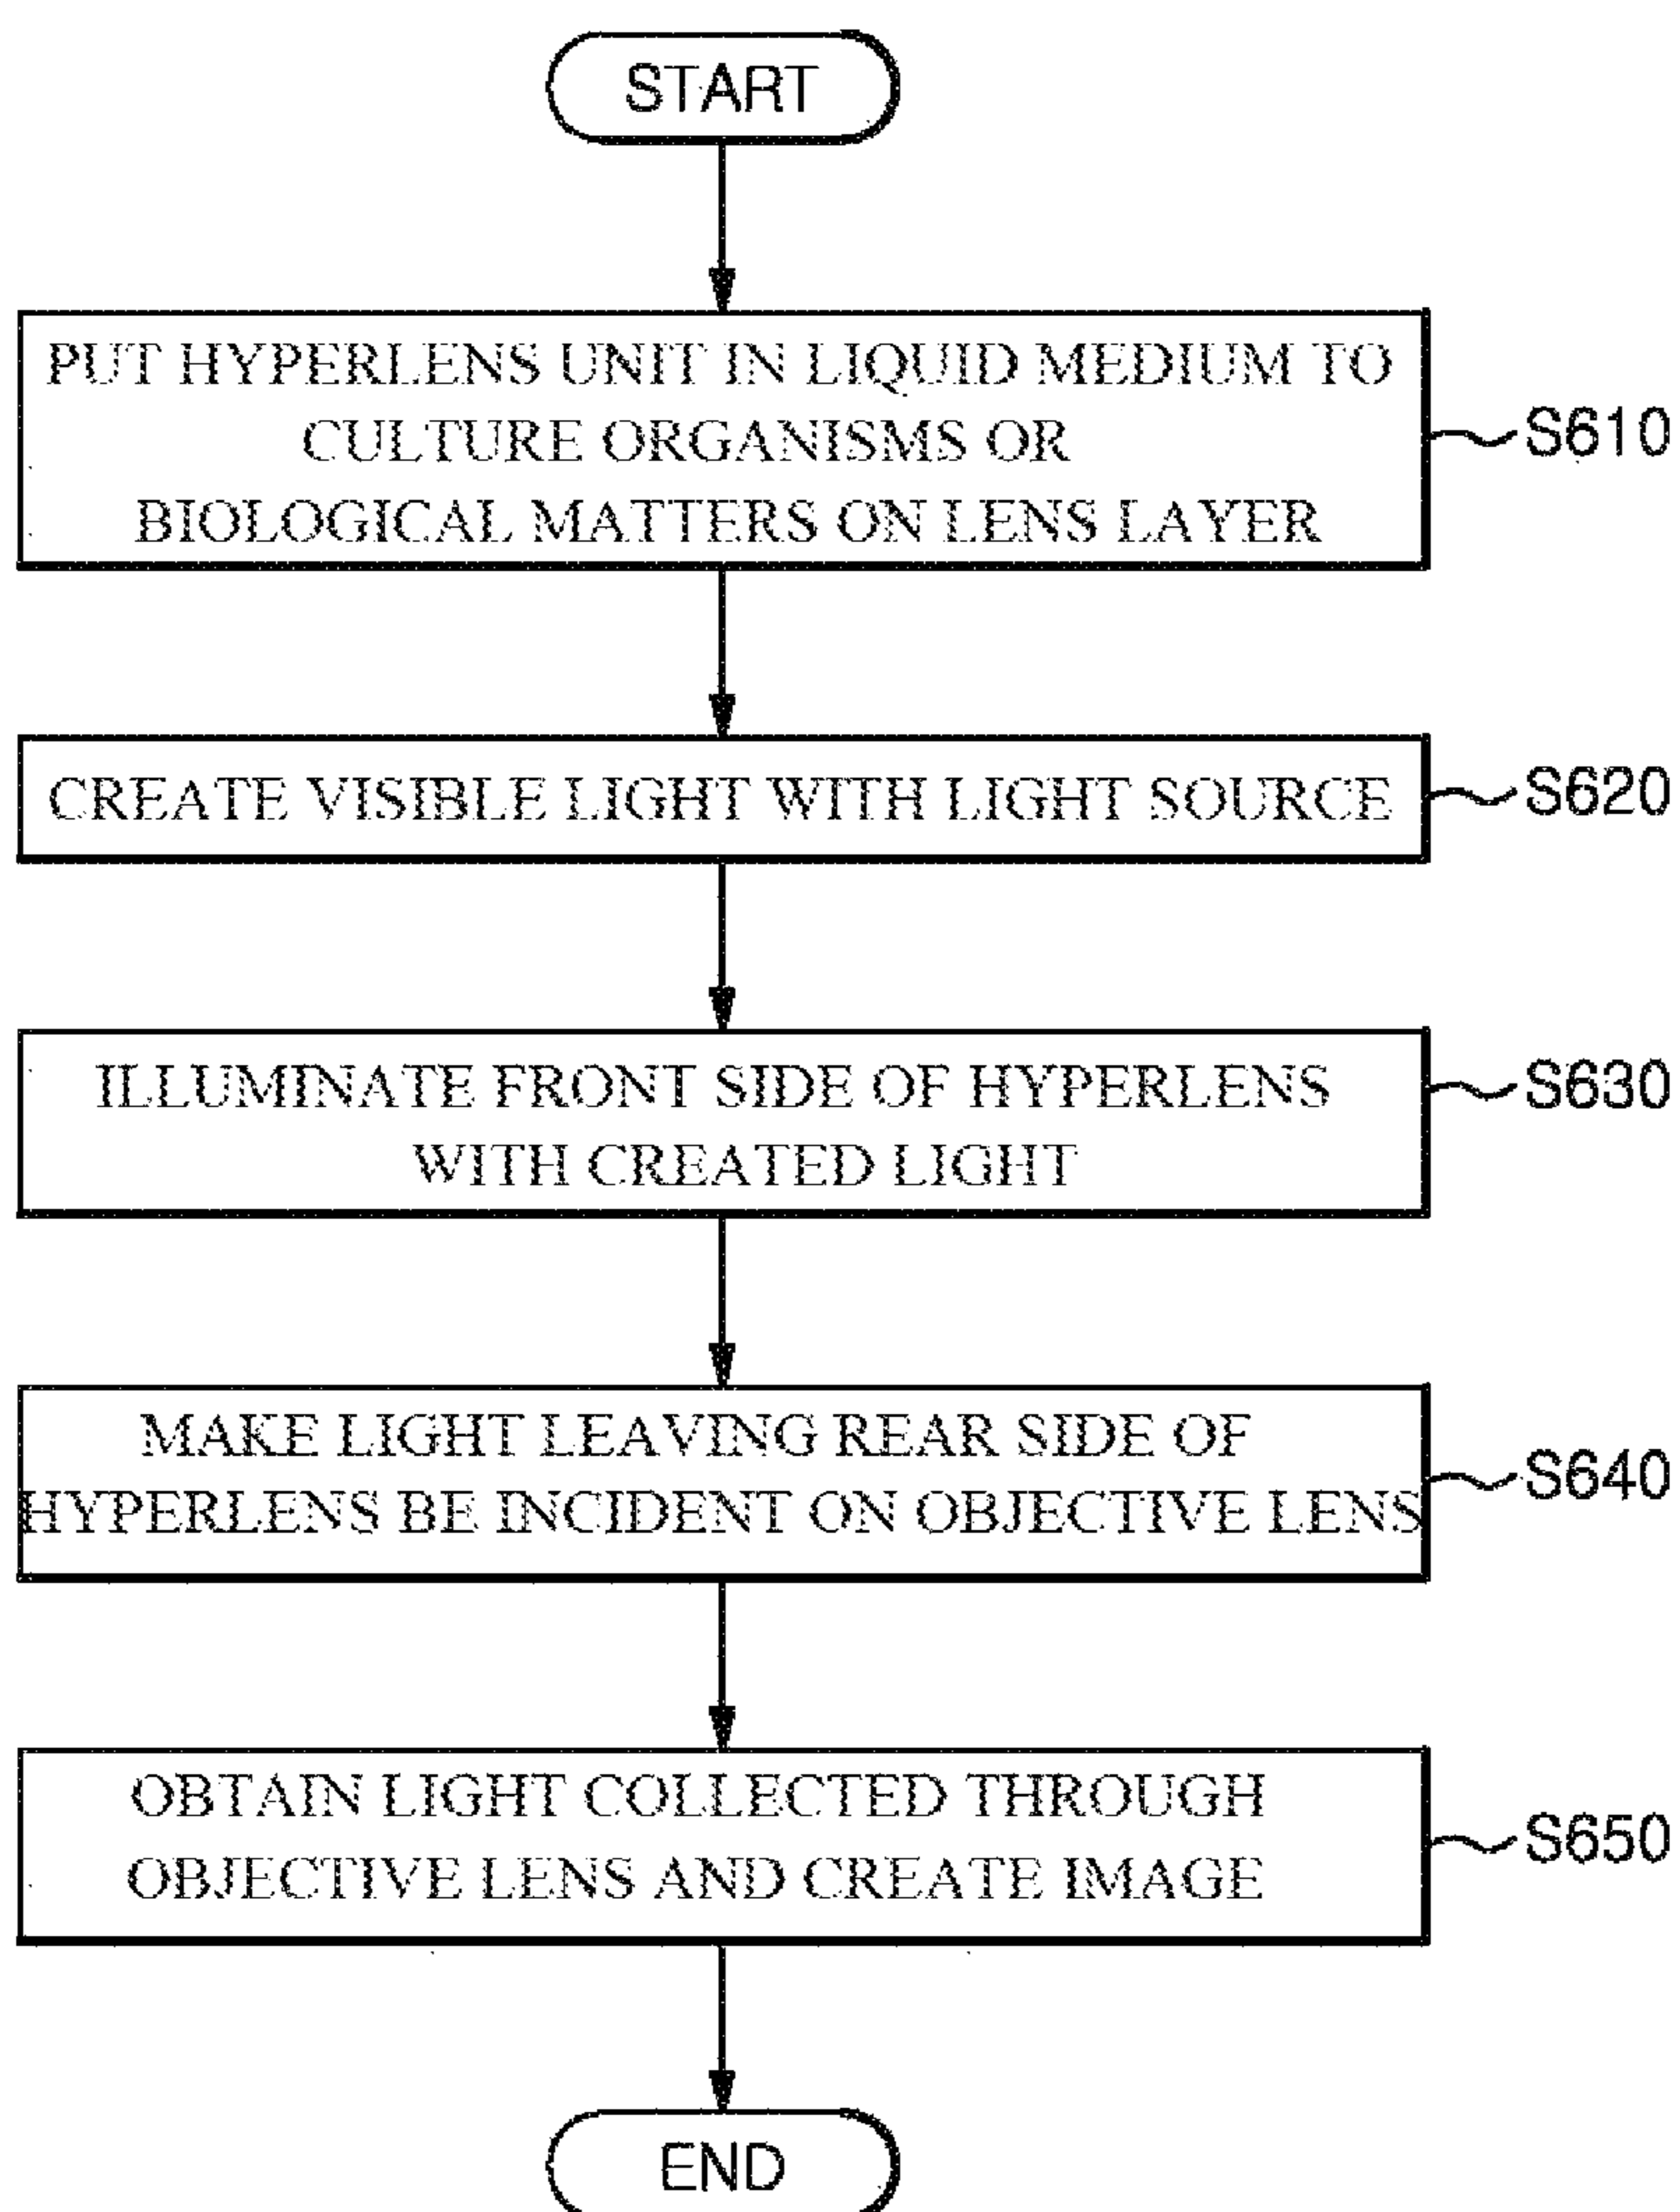 START
PUT HYPERLENS UNIT IN LIQUID MEDIUM TO
CULTURE ORGANISMS OR
BIOLOGICAL MATTERS ON LENS LAYER
S610
CREATE VISIBLE LIGHT WITH LIGHT SOURCE
S620
ILLUMINATE FRONT SIDE OF HYPERLENS
WITH CREATED LIGHT
S630
MAKE LIGHT LEAVING REAR SIDE OF
HYPERLENS BE INCIDENT ON OBJECTIVE LENS
S640
OBTAIN LIGHT COLLECTED THROUGH
OBJECTIVE LENS AND CREATE IMAGE
S650
END